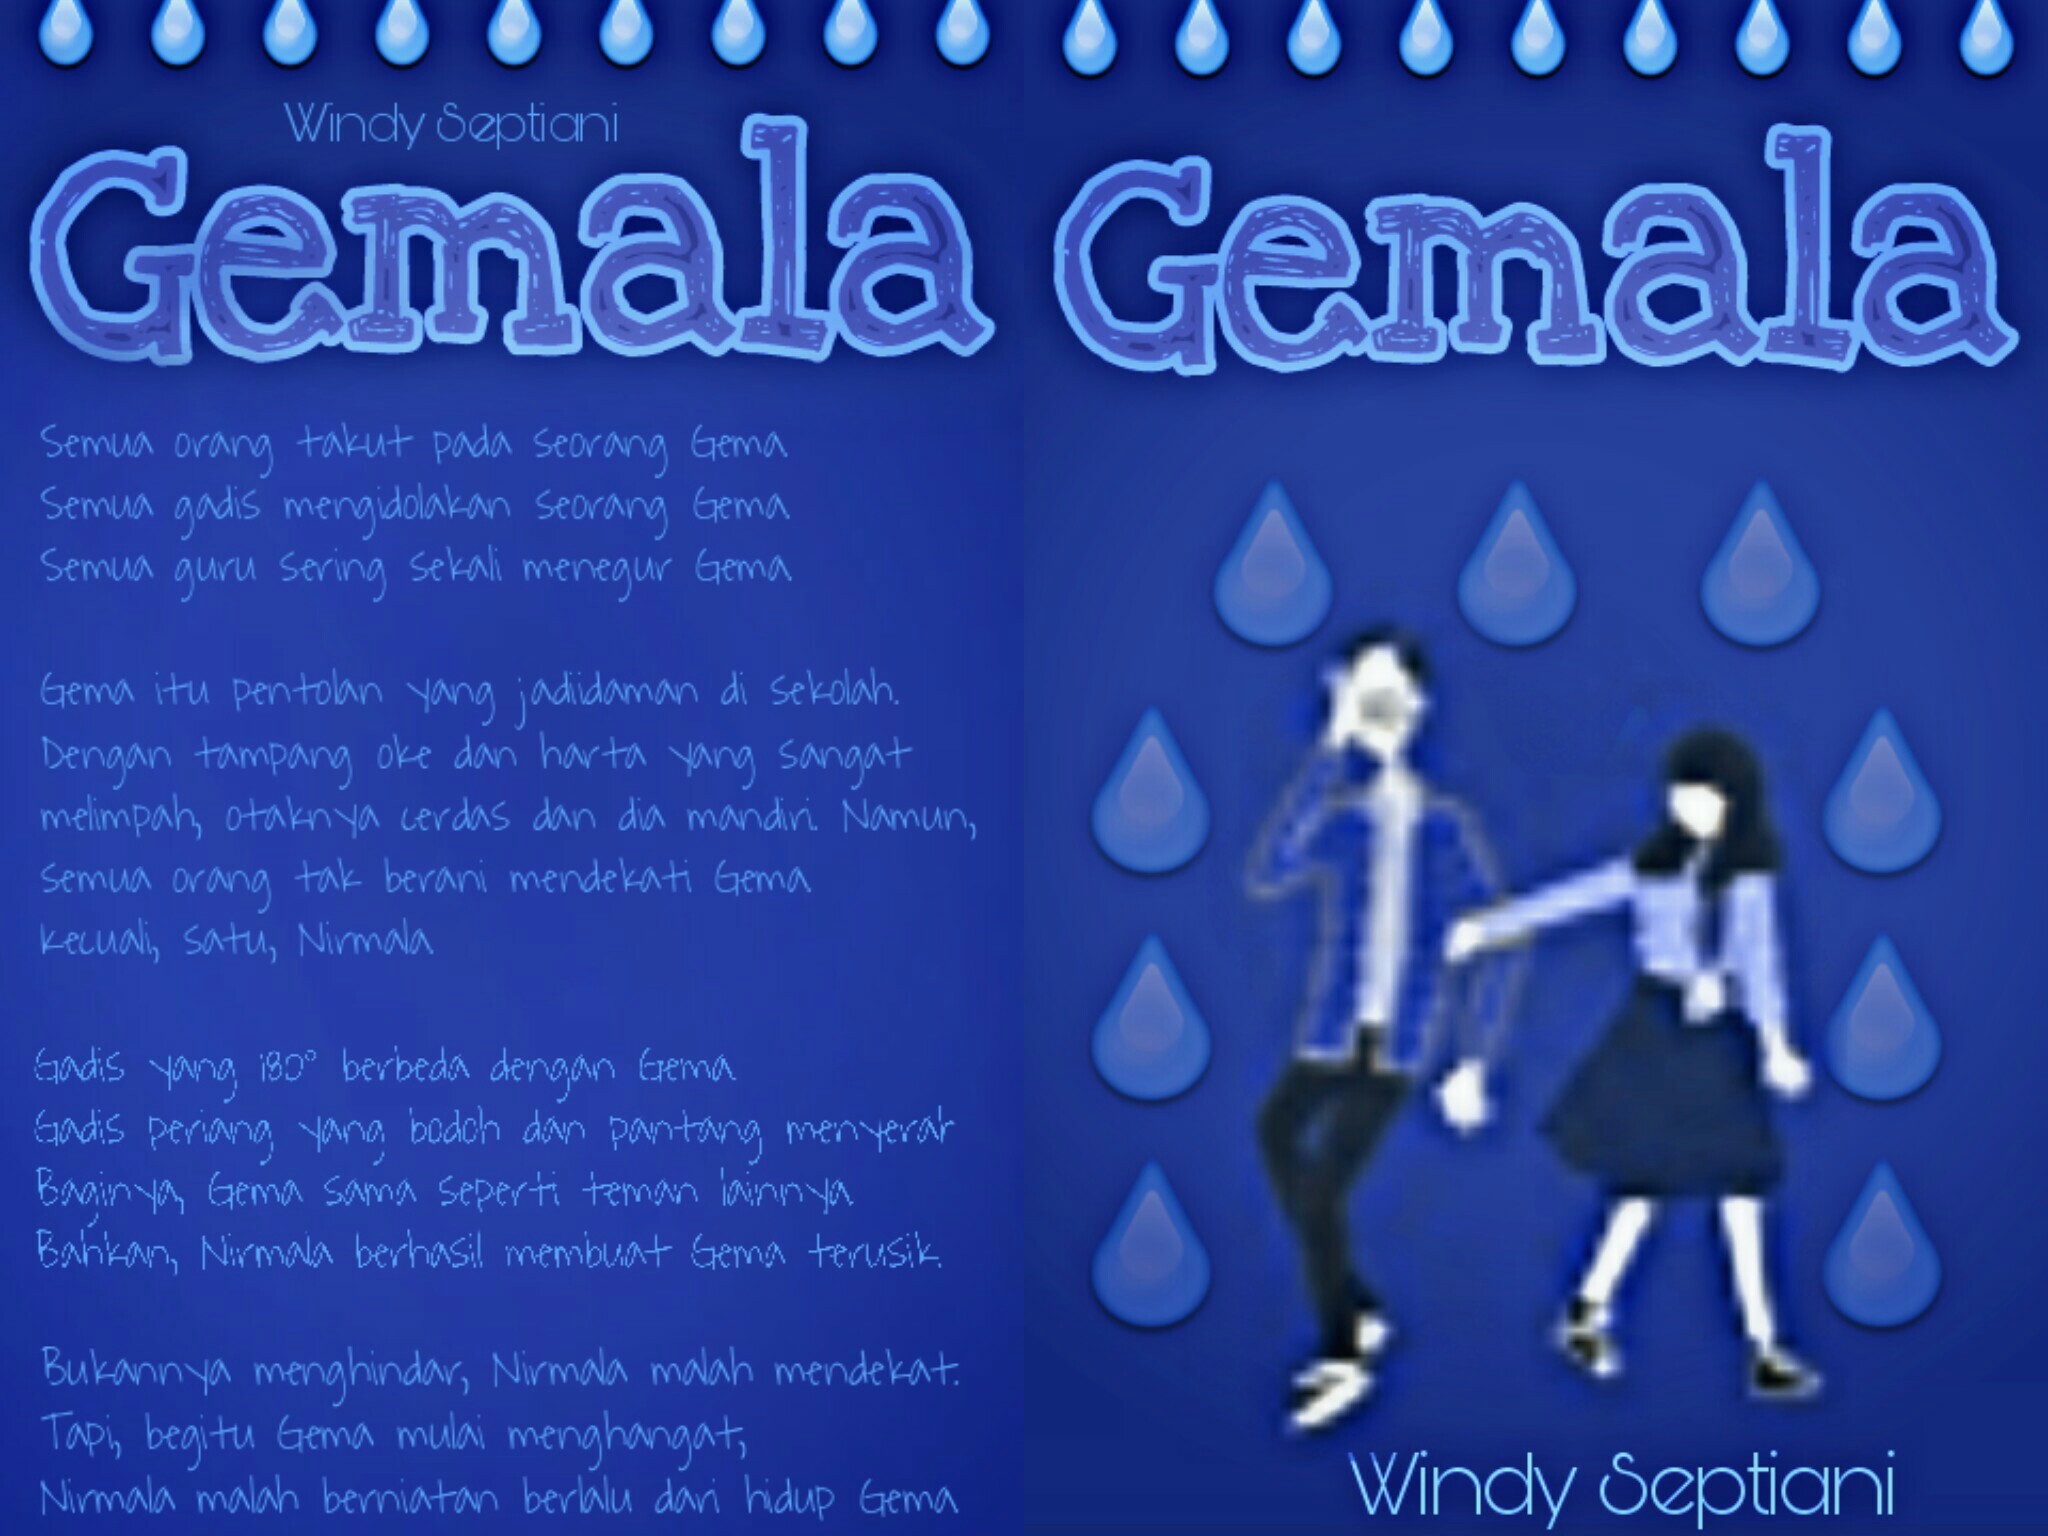 Windy Septiani
Gemala
Semua orang takut pada seorang Gema
Semua gadis mengidolakan seorang Gema
Semua guru sering sekali menegur Gema
Gema itu pentolan yang jadiidaman di sekolah.
Dengan tampang oke dan harta yang sangat
melimpah, otaknya cerdas dan dia mandiri. Namun,
semua orang tak berani mendekati Gema
kecuali, satu, Nirmala
Gadis yang 180° berbeda dengan Gema
Gadis periang yang bodoh dan pantang menyerah
Baginya, Gema sama seperti teman lainnya
Bahkan, Nirmala berhasil membuat Gema terusik.
Bukannya menghindar, Nirmala malah mendekat.
Tapi, begitu Gema mulai menghangat,
Nirmala malah berniatan berlalu dari hidup Gema
Gemala
Windy Septiani